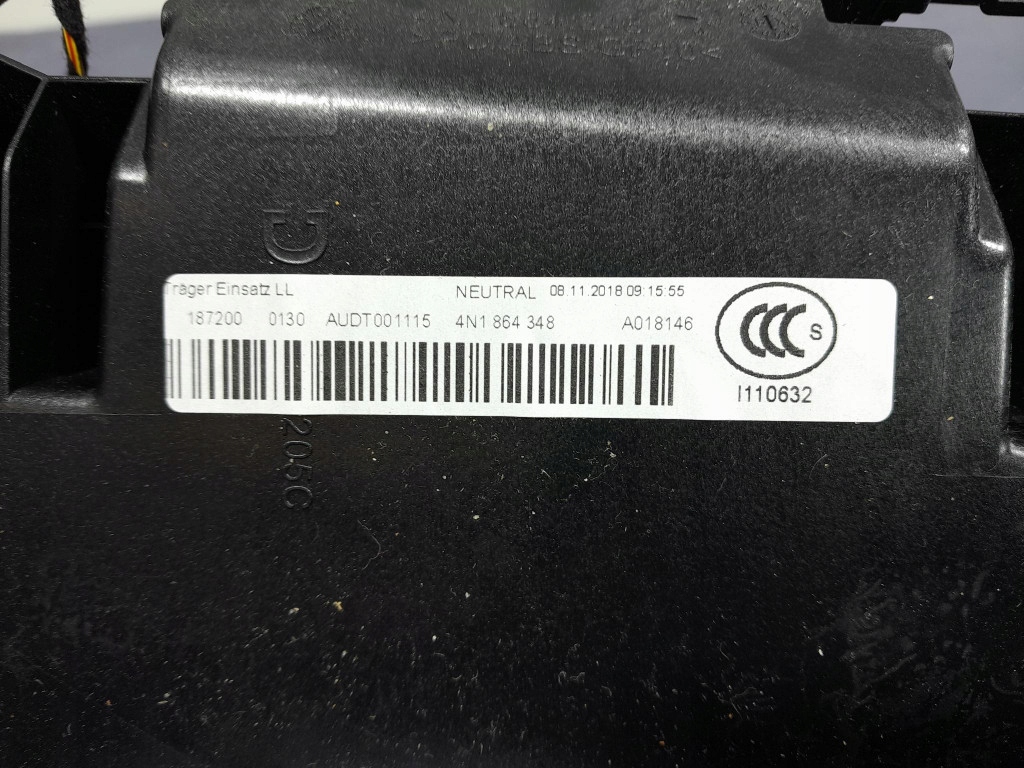 Träger Einsatz LL NEUTRAL 08.11.2018 09:15:55
187200 0130 AUDT001115 4N1 864 348 A018146
CCC S
I110632
205C